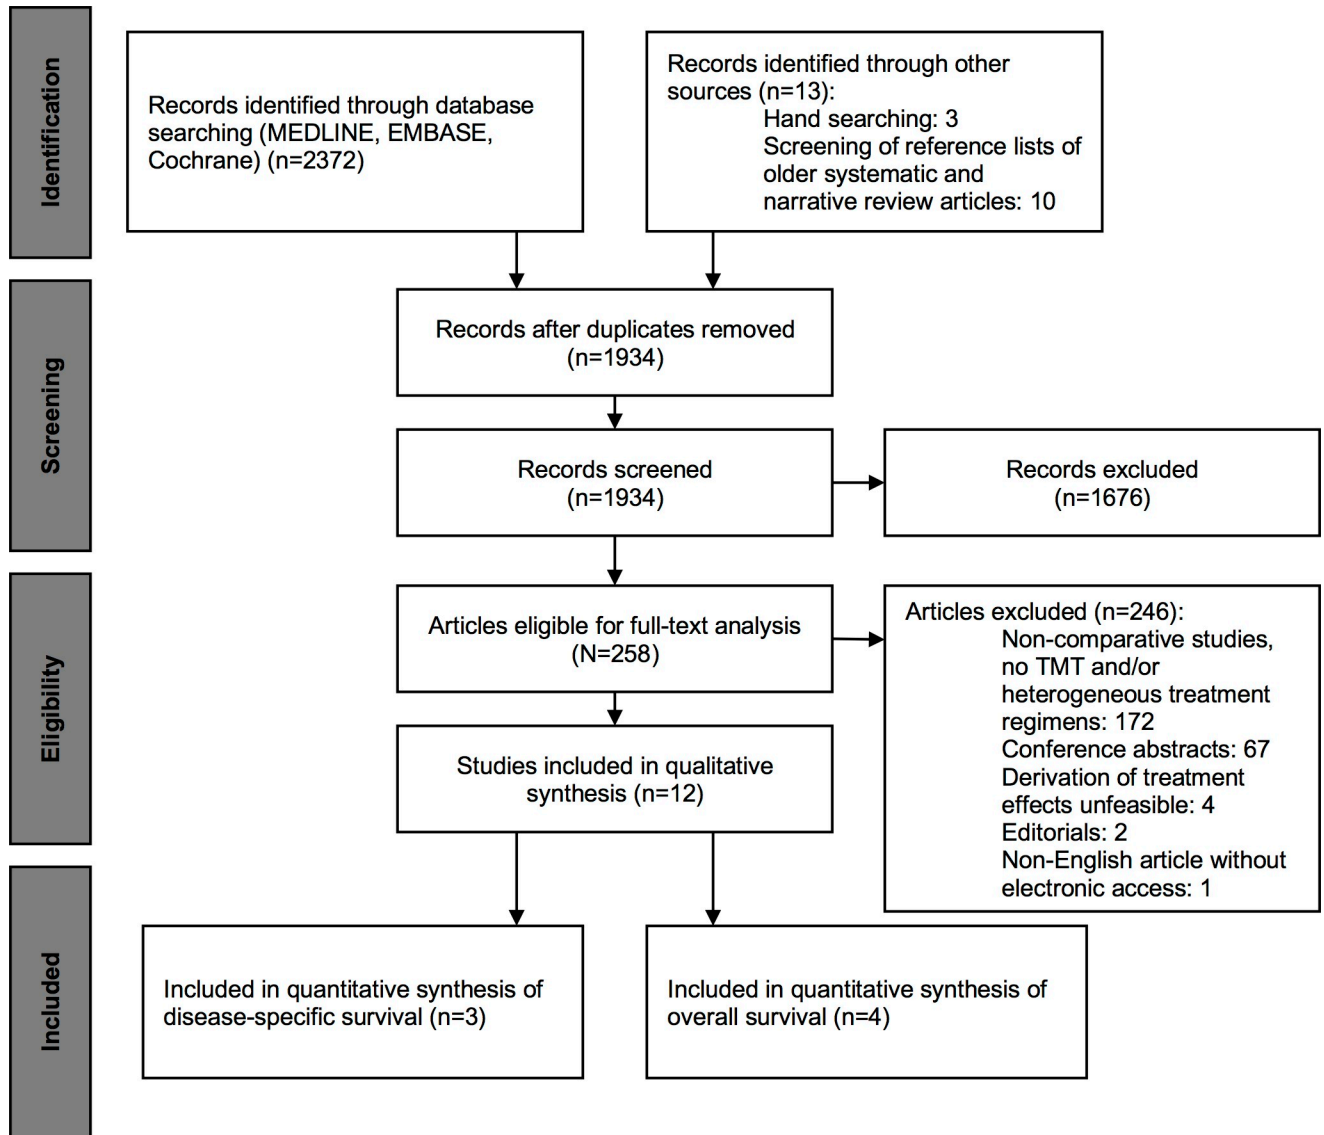 Identification
Records identified through database
searching (MEDLINE, EMBASE,
Cochrane) (n=2372)
Records identified through other
sources (n=13):
Hand searching: 3
Screening of reference lists of
older systematic and
narrative review articles: 10
Screening
Records after duplicates removed
(n=1934)
Records screened
(n=1934)
Records excluded
(n=1676)
Eligibility
Articles eligible for full-text analysis
(N=258)
Articles excluded (n=246):
Non-comparative studies,
no TMT and/or
heterogeneous treatment
regimens: 172
Conference abstracts: 67
Derivation of treatment
effects unfeasible: 4
Editorials: 2
Non-English article without
electronic access: 1
Studies included in qualitative
synthesis (n=12)
Included
Included in quantitative synthesis of
disease-specific survival (n=3)
Included in quantitative synthesis of
overall survival (n=4)